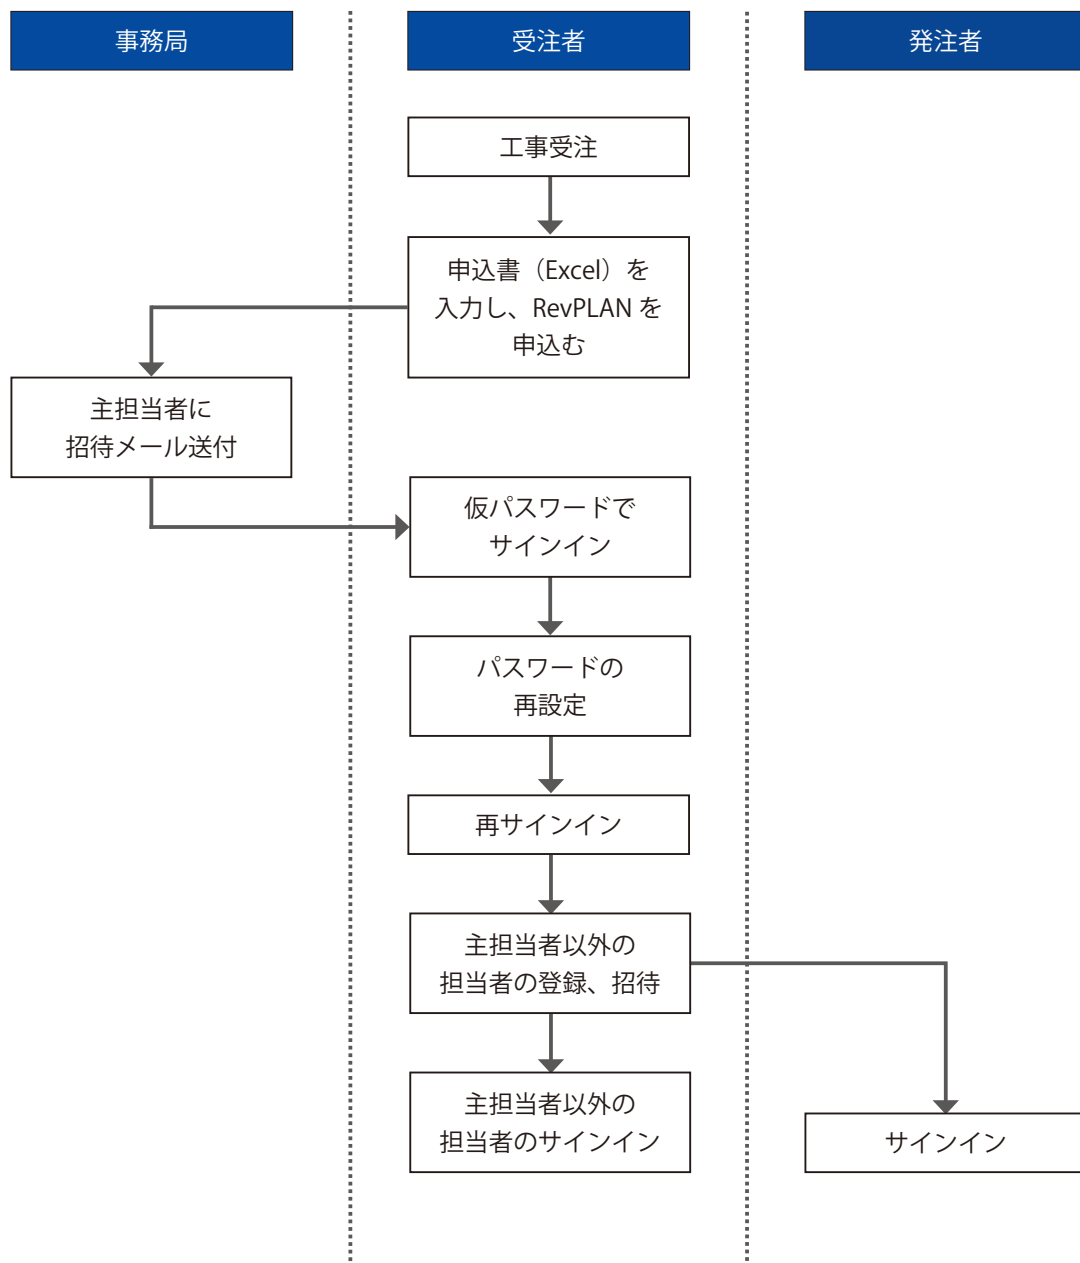 事務局
受注者
発注者
工事受注
申込書（Excel）を
入力し、RevPLAN を
申込む
主担当者に
招待メール送付
仮パスワードで
サインイン
パスワードの
再設定
再サインイン
主担当者以外の
担当者の登録、招待
主担当者以外の
担当者のサインイン
サインイン